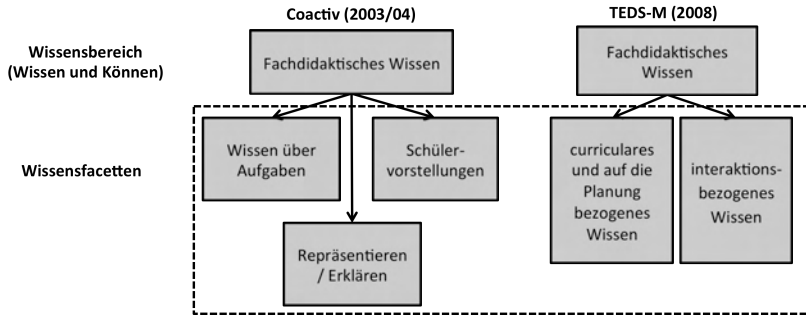 Coactiv (2003/04)
TEDS-M (2008)
Wissensbereich
(Wissen und Können)
Fachdidaktisches Wissen
Fachdidaktisches
Wissen
Wissensfacetten
Wissen über
Aufgaben
Schüler-
vorstellungen
Repräsentieren
/ Erklären
curriculares
und auf die
Planung
bezogenes
Wissen
interaktions-
bezogenes
Wissen